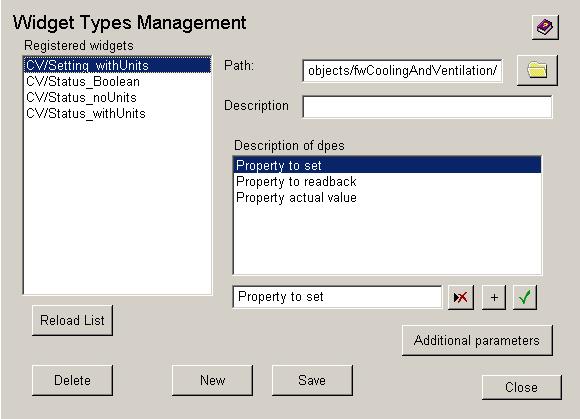 Widget Types Management
Registered widgets
CV/Setting_withUnits
CV/Status_Boolean
CV/Status_noUnits
CV/Status_withUnits
Path:
objects/fwCoolingAndVentilation/
Description
Description of dpes
Property to set
Property to readback
Property actual value
Property to set
+
Reload List
Additional parameters
Delete
New
Save
Close